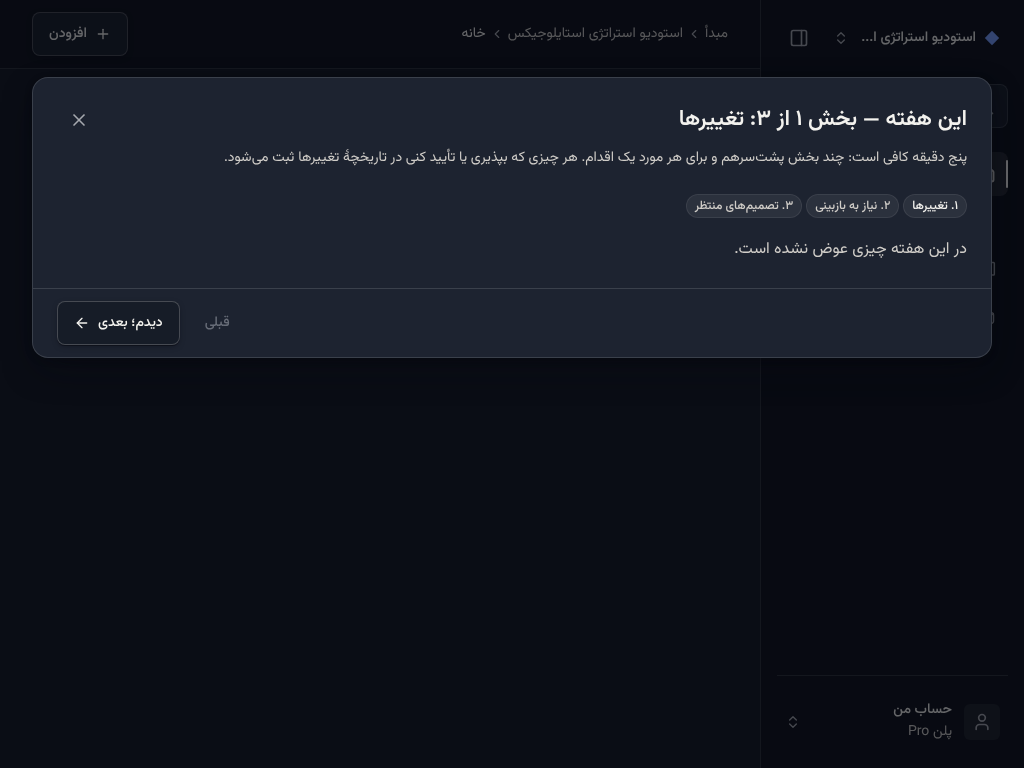 استودیو استراتژی ا...
مبدأ
استودیو استراتژی استایلوجیکس
خانه
افزودن
این هفته — بخش ۱ از ۳: تغییرها
پنج دقیقه کافی است: چند بخش پشت‌سرهم و برای هر مورد یک اقدام. هر چیزی که بپذیری یا تأیید کنی در تاریخچهٔ تغییرها ثبت می‌شود.
۱. تغییرها
۲. نیاز به بازبینی
۳. تصمیم‌های منتظر
در این هفته چیزی عوض نشده است.
قبلی
دیدم؛ بعدی
حساب من
پلن Pro